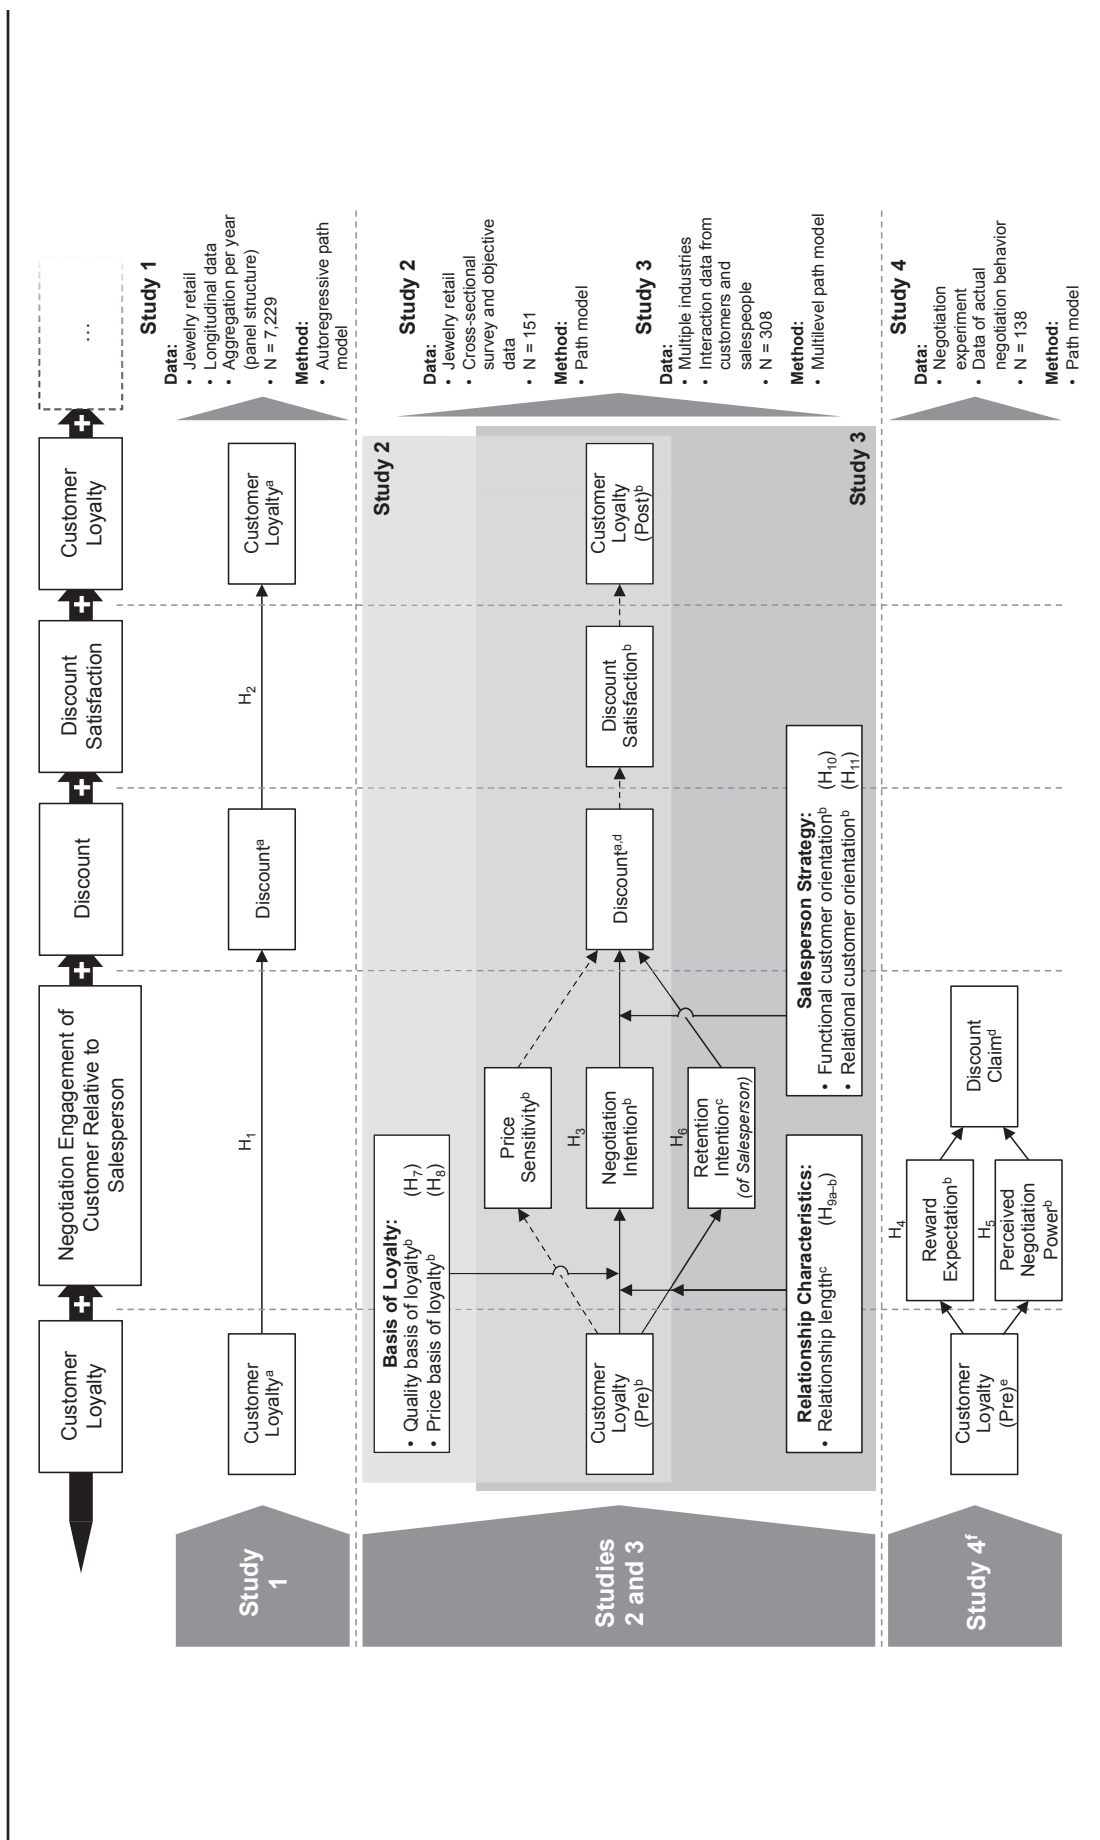 Customer
Loyalty
+
Negotiation Engagement of
Customer Relative to
Salesperson
+
Discount
+
Discount
Satisfaction
+
Customer
Loyalty
+
...
Study
1
Customer
Loyaltyᵃ
H₁
Discountᵃ
H₂
Customer
Loyaltyᵃ
Study 1
Data:
• Jewelry retail
• Longitudinal data
• Aggregation per year
(panel structure)
• N = 7,229
Method:
• Autoregressive path
model
Studies
2 and 3
Study 2
Basis of Loyalty:
• Quality basis of loyaltyᵇ (H₇)
• Price basis of loyaltyᵇ (H₈)
Price
Sensitivityᵇ
Customer
Loyalty
(Pre)ᵇ
H₃
Negotiation
Intentionᵇ
H₆
Retention
Intentionᶜ
(of Salesperson)
Discountᵃ,ᵈ
Discount
Satisfactionᵇ
Customer
Loyalty
(Post)ᵇ
Relationship Characteristics:
• Relationship lengthᶜ (H₉ₐ₋b)
Salesperson Strategy:
• Functional customer orientationᵇ (H₁₀)
• Relational customer orientationᵇ (H₁₁)
Study 3
Study 2
Data:
• Jewelry retail
• Cross-sectional
survey and objective
data
• N = 151
Method:
• Path model
Study 3
Data:
• Multiple industries
• Interaction data from
customers and
salespeople
• N = 308
Method:
• Multilevel path model
Study 4ᶠ
Customer
Loyalty
(Pre)ᵉ
H₄
Reward
Expectationᵇ
H₅
Perceived
Negotiation
Powerᵇ
Discount
Claimᵈ
Study 4
Data:
• Negotiation
experiment
• Data of actual
negotiation behavior
• N = 138
Method:
• Path model